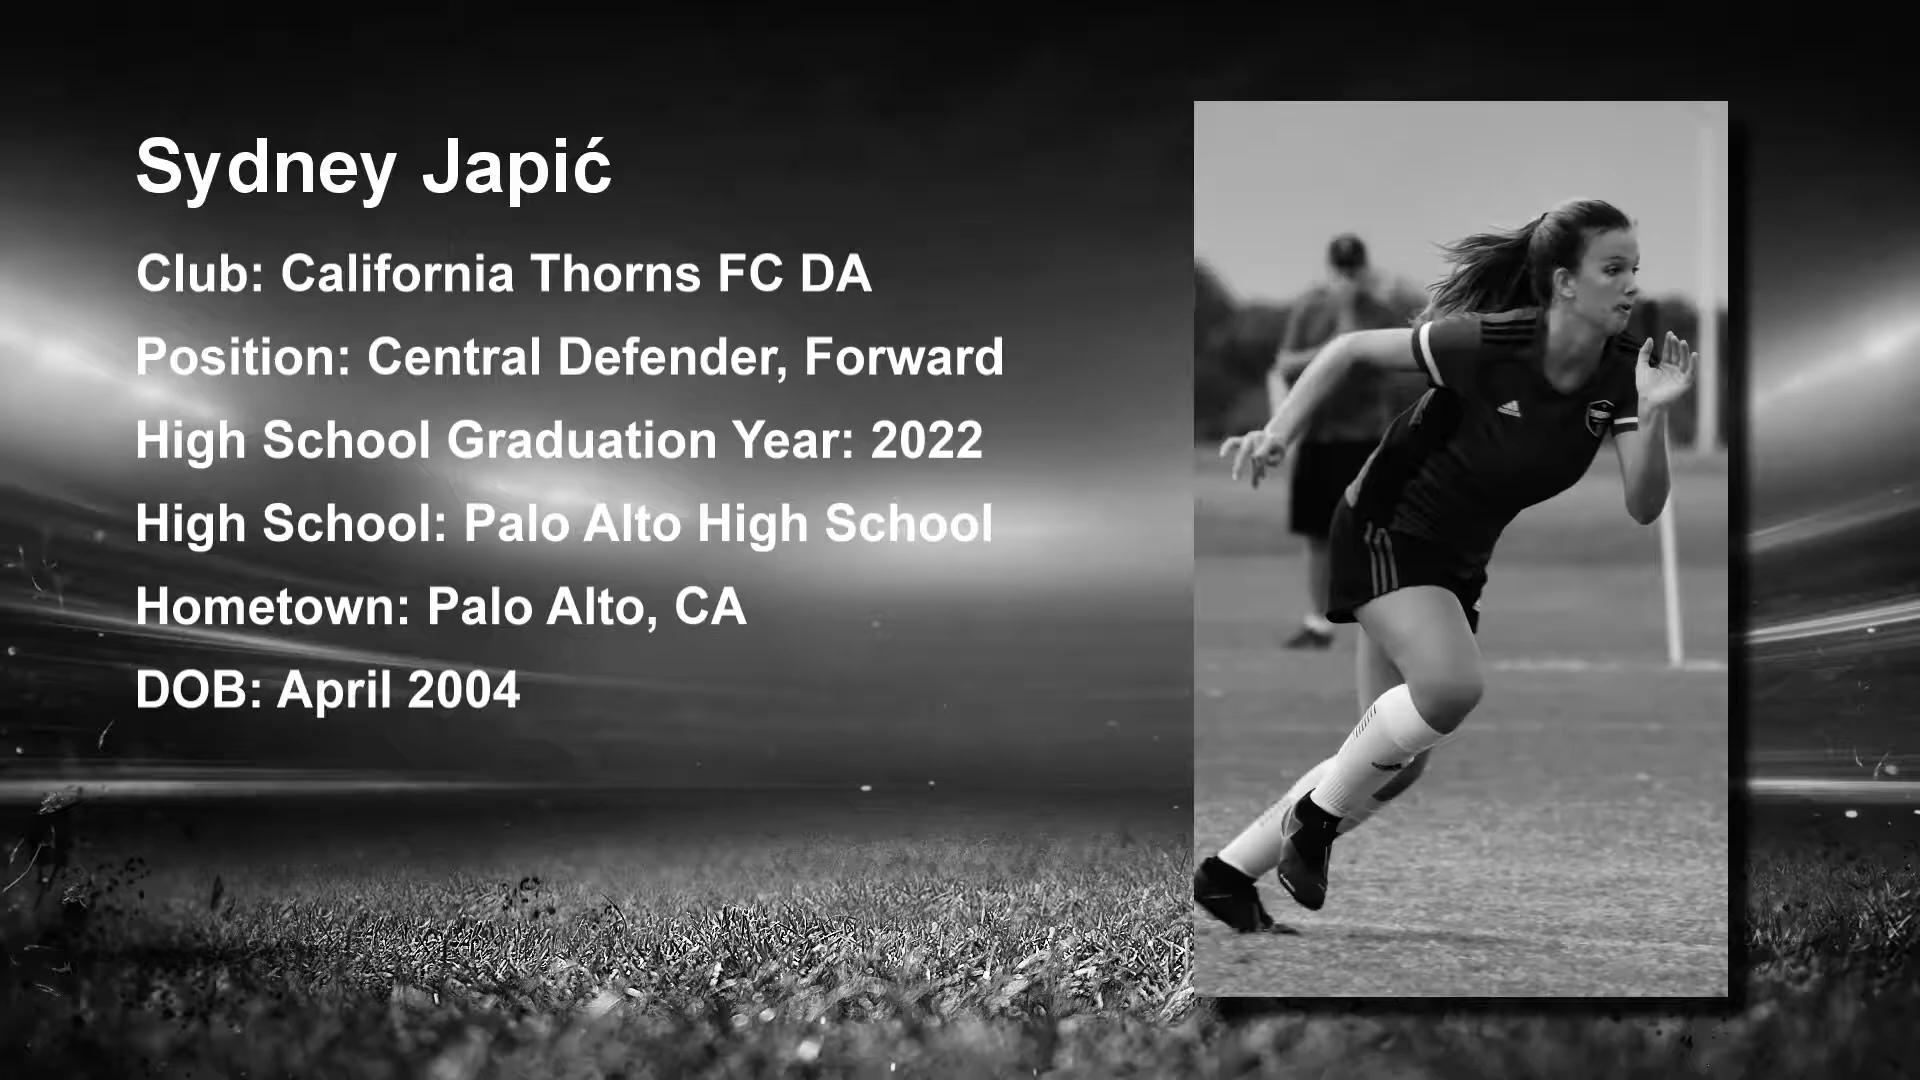 Sydney Japić
Club: California Thorns FC DA
Position: Central Defender, Forward
High School Graduation Year: 2022
High School: Palo Alto High School
Hometown: Palo Alto, CA
DOB: April 2004